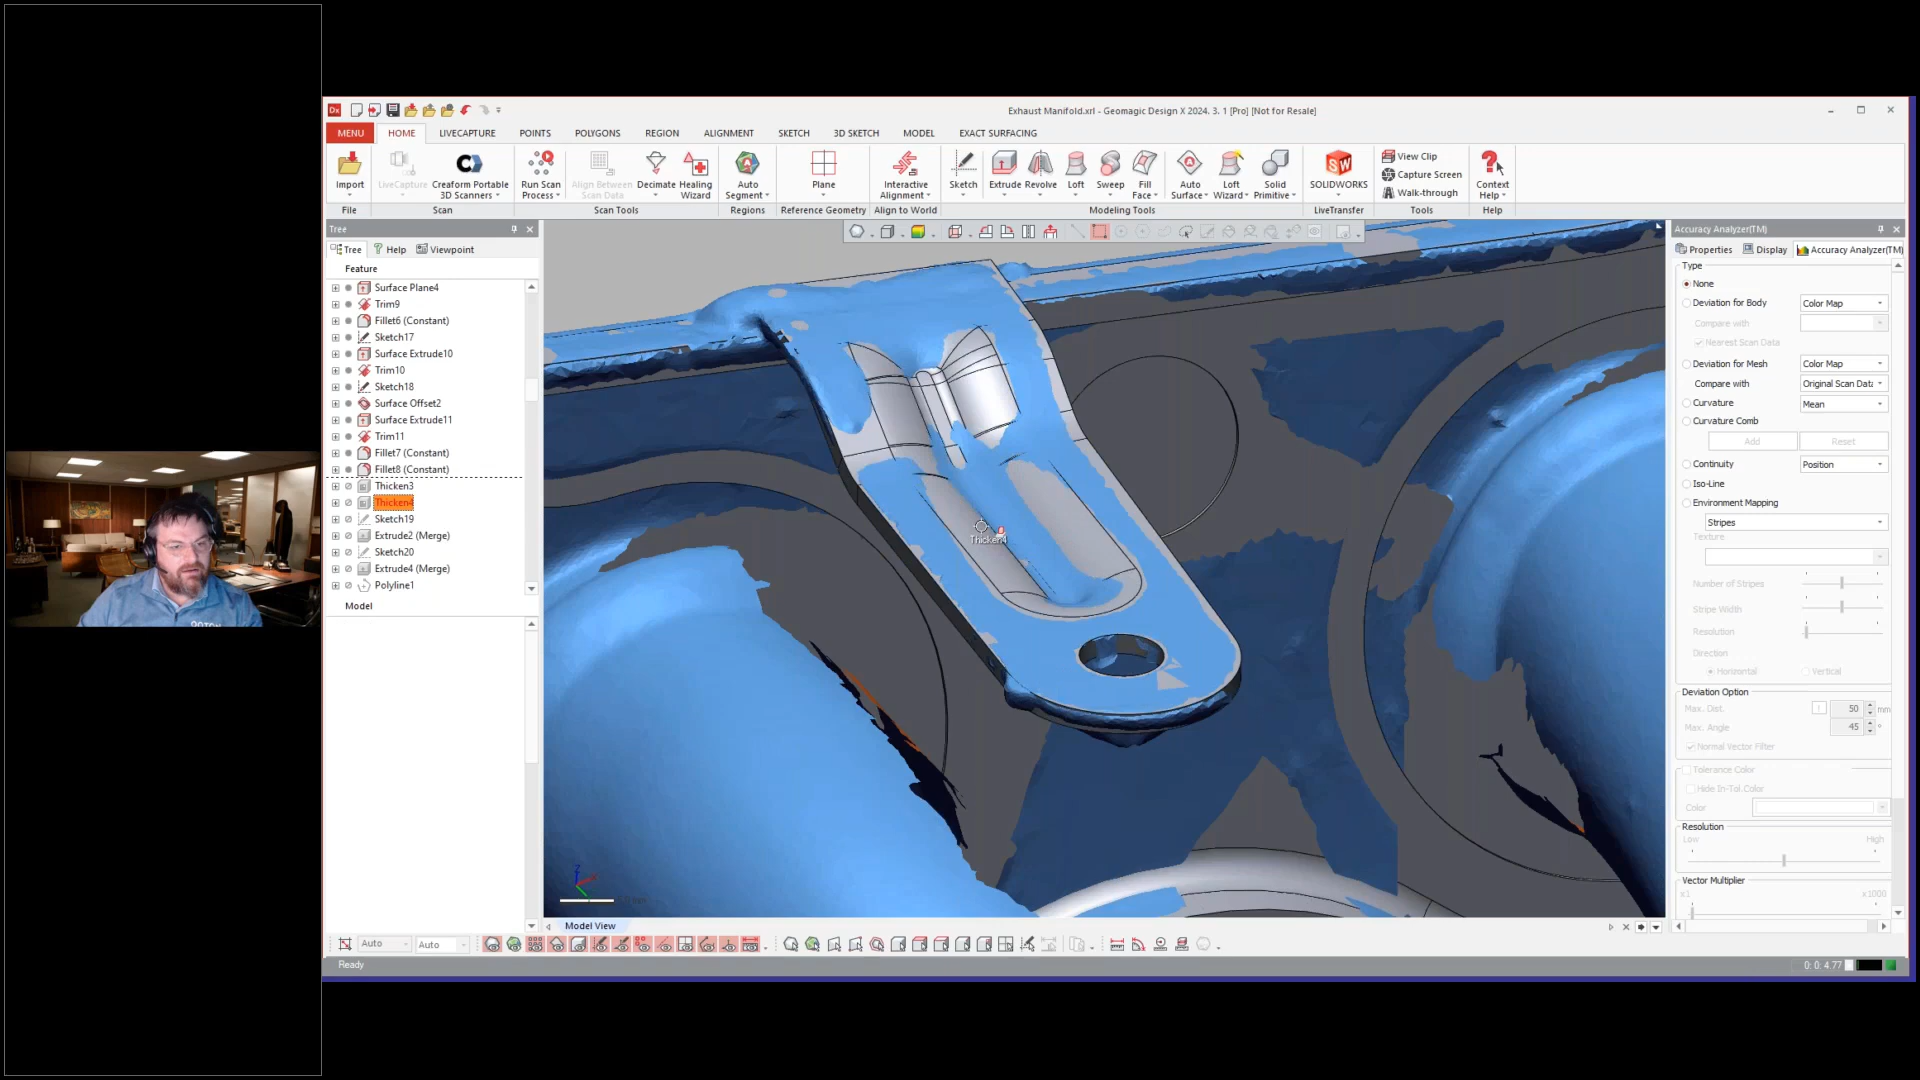 Exhaust Manifold.xrl - Geomagic Design X 2024. 3. 1 [Pro] [Not for Resale]
MENU HOME LIVECAPTURE POINTS POLYGONS REGION ALIGNMENT SKETCH 3D SKETCH MODEL EXACT SURFACING
Import
LiveCapture
Creaform Portable
3D Scanners
Run Scan
Process
Align Between
Scan Data
Decimate
Healing
Wizard
Auto
Segment
Plane
Interactive
Alignment
Sketch
Extrude
Revolve
Loft
Sweep
Fill
Face
Auto
Surface
Loft
Wizard
Solid
Primitive
SOLIDWORKS
View Clip
Capture Screen
Walk-through
Context
Help
File Scan Scan Tools Regions Reference Geometry Align to World Modeling Tools LiveTransfer Tools Help
Tree
Tree Help Viewpoint
Feature
Surface Plane4
Trim9
Fillet6 (Constant)
Sketch17
Surface Extrude10
Trim10
Sketch18
Surface Offset2
Surface Extrude11
Trim11
Fillet7 (Constant)
Fillet8 (Constant)
Thicken3
Thicken4
Sketch19
Extrude2 (Merge)
Sketch20
Extrude4 (Merge)
Polyline1
Model
Thicken4
Model View
Accuracy Analyzer(TM)
Properties Display Accuracy Analyzer(TM)
Type
None
Deviation for Body Color Map
Compare with
Nearest Scan Data
Deviation for Mesh Color Map
Compare with Original Scan Data
Curvature Mean
Curvature Comb
Add Reset
Continuity Position
Iso-Line
Environment Mapping
Stripes
Texture
Number of Stripes
Stripe Width
Resolution
Direction
Horizontal Vertical
Deviation Option
Max. Dist. ! 50 mm
Max. Angle 45 °
Normal Vector Filter
Tolerance Color
Hide In-Tol.Color
Color
Resolution
Low High
Vector Multiplier
x1 x1000
Auto Auto
Ready
0: 0: 4.77